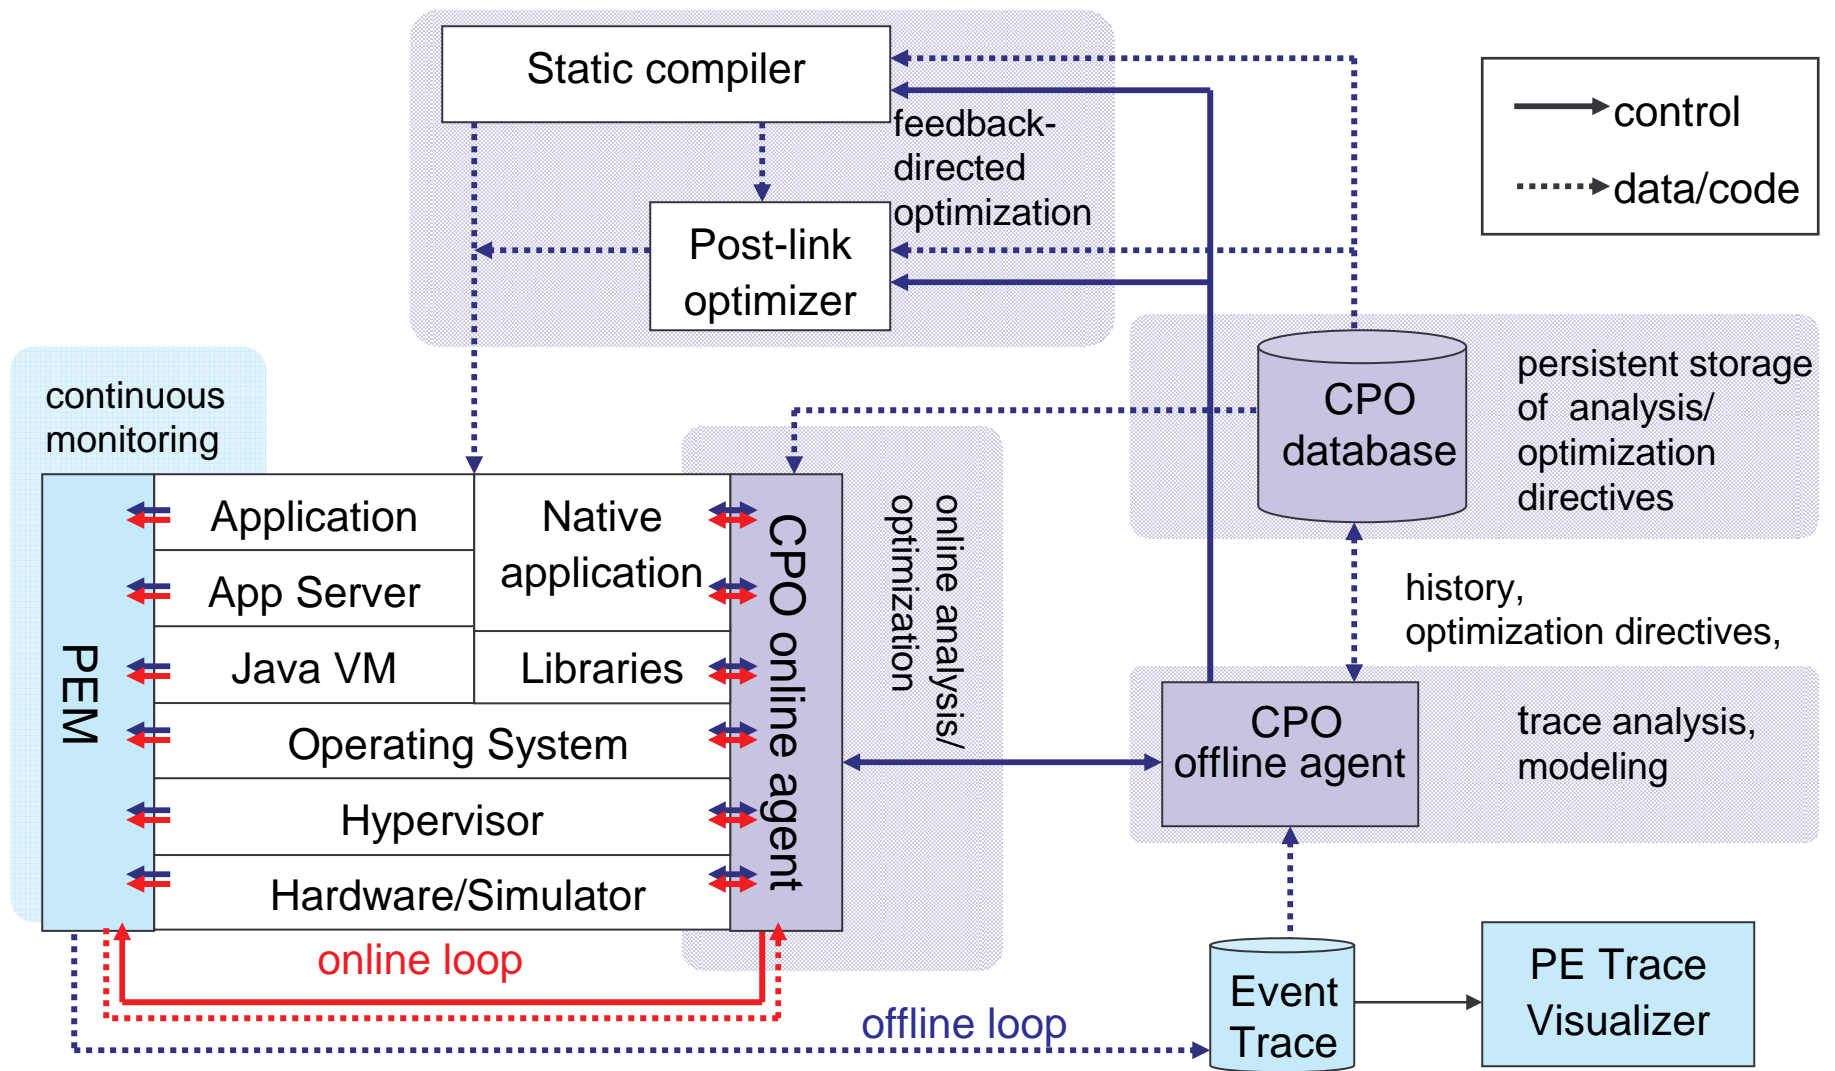 Static compiler
feedback-
directed
optimization
control
data/code
Post-link
optimizer
continuous
monitoring
CPO
database
persistent storage
of analysis/
optimization
directives
PEM
Application
App Server
Java VM
Native
application
Libraries
Operating System
Hypervisor
Hardware/Simulator
CPO online agent
online analysis/
optimization
history,
optimization directives,
CPO
offline agent
trace analysis,
modeling
online loop
offline loop
Event
Trace
PE Trace
Visualizer